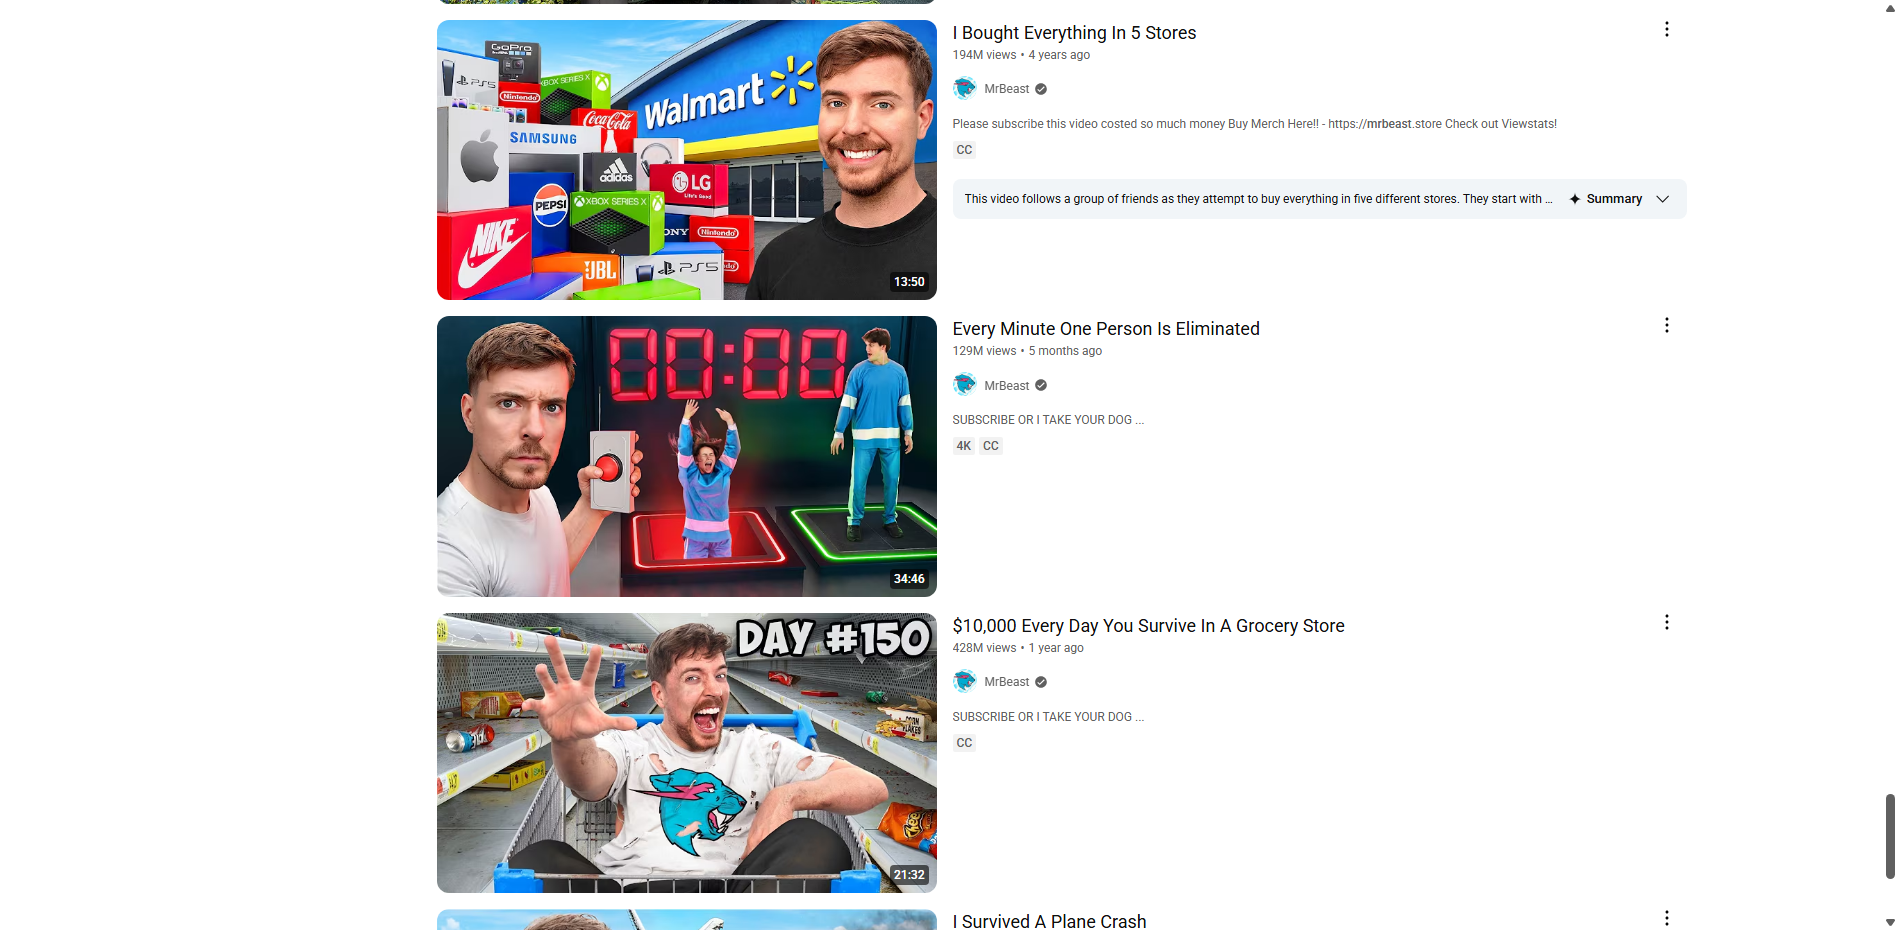 GoPro
PS5
XBOX SERIES X
Nintendo
Coca-Cola
SAMSUNG
adidas
LG
Life's Good
PEPSI
XBOX SERIES X
NIKE
ONY
Nintendo
JBL
PS5
Walmart
13:50
I Bought Everything In 5 Stores
194M views • 4 years ago
MrBeast
Please subscribe this video costed so much money Buy Merch Here!! - https://mrbeast.store Check out Viewstats!
CC
This video follows a group of friends as they attempt to buy everything in five different stores. They start with ...
Summary
00:00
34:46
Every Minute One Person Is Eliminated
129M views • 5 months ago
MrBeast
SUBSCRIBE OR I TAKE YOUR DOG ...
4K CC
DAY #150
21:32
$10,000 Every Day You Survive In A Grocery Store
428M views • 1 year ago
MrBeast
SUBSCRIBE OR I TAKE YOUR DOG ...
CC
I Survived A Plane Crash